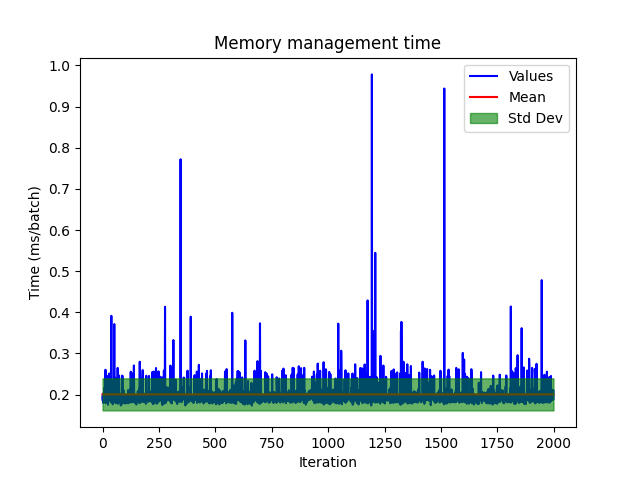 Memory management time
1.0
0.9
0.8
0.7
0.6
0.5
0.4
0.3
0.2
Time (ms/batch)
Values
Mean
Std Dev
0 250 500 750 1000 1250 1500 1750 2000
Iteration